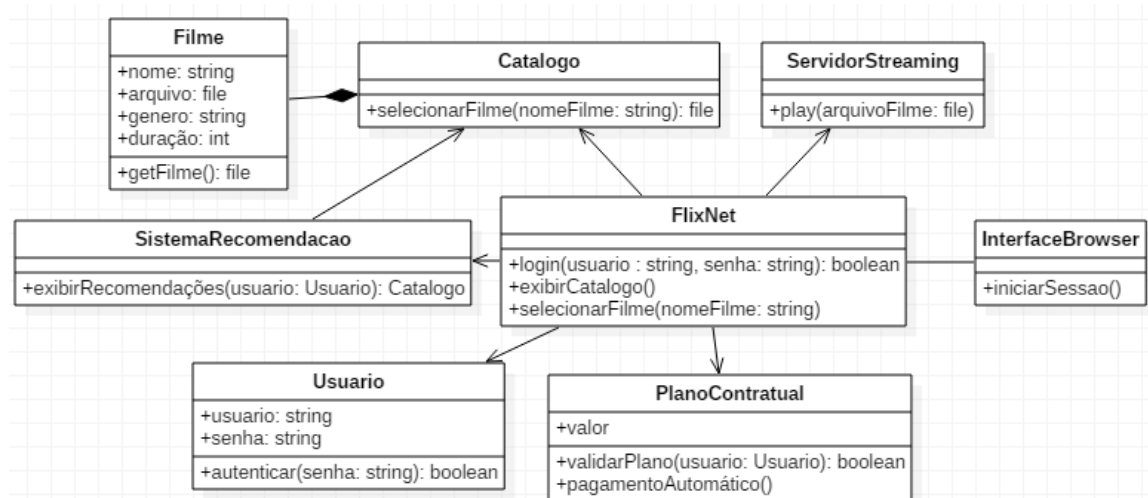 Filme
+nome: string
+arquivo: file
+genero: string
+duração: int
+getFilme(): file
Catalogo
+selecionarFilme(nomeFilme: string): file
ServidorStreaming
+play(arquivoFilme: file)
SistemaRecomendacao
+exibirRecomendações(usuario: Usuario): Catalogo
FlixNet
+login(usuario : string, senha: string): boolean
+exibirCatalogo()
+selecionarFilme(nomeFilme: string)
InterfaceBrowser
+iniciarSessao()
Usuario
+usuario: string
+senha: string
+autenticar(senha: string): boolean
PlanoContratual
+valor
+validarPlano(usuario: Usuario): boolean
+pagamentoAutomático()